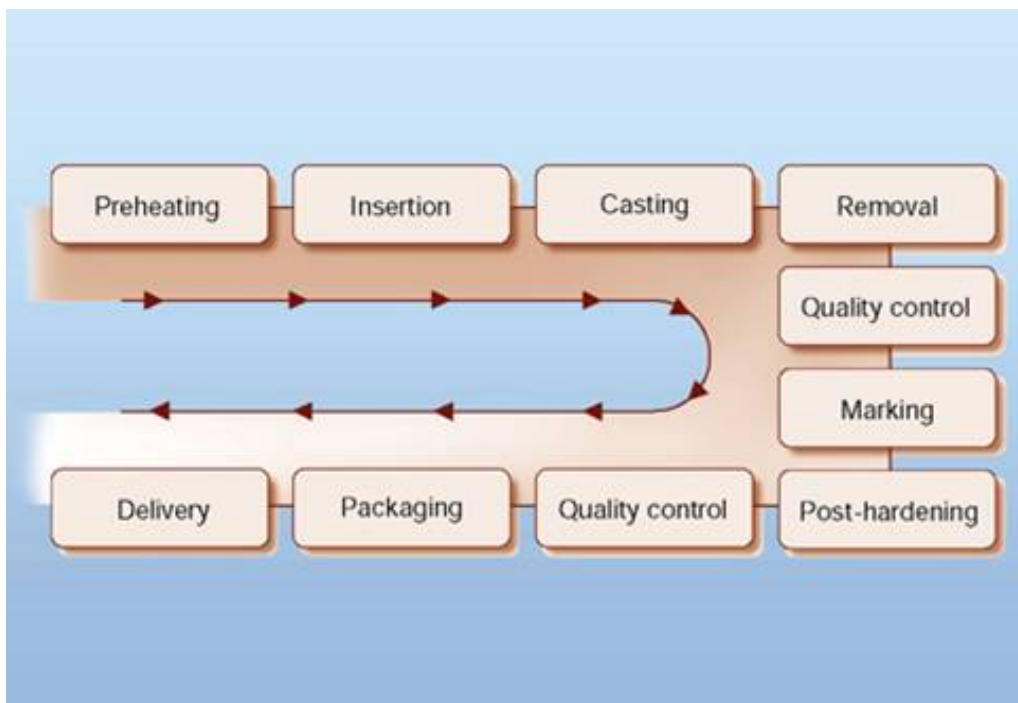 Preheating
Insertion
Casting
Removal
Quality control
Marking
Post-hardening
Quality control
Packaging
Delivery